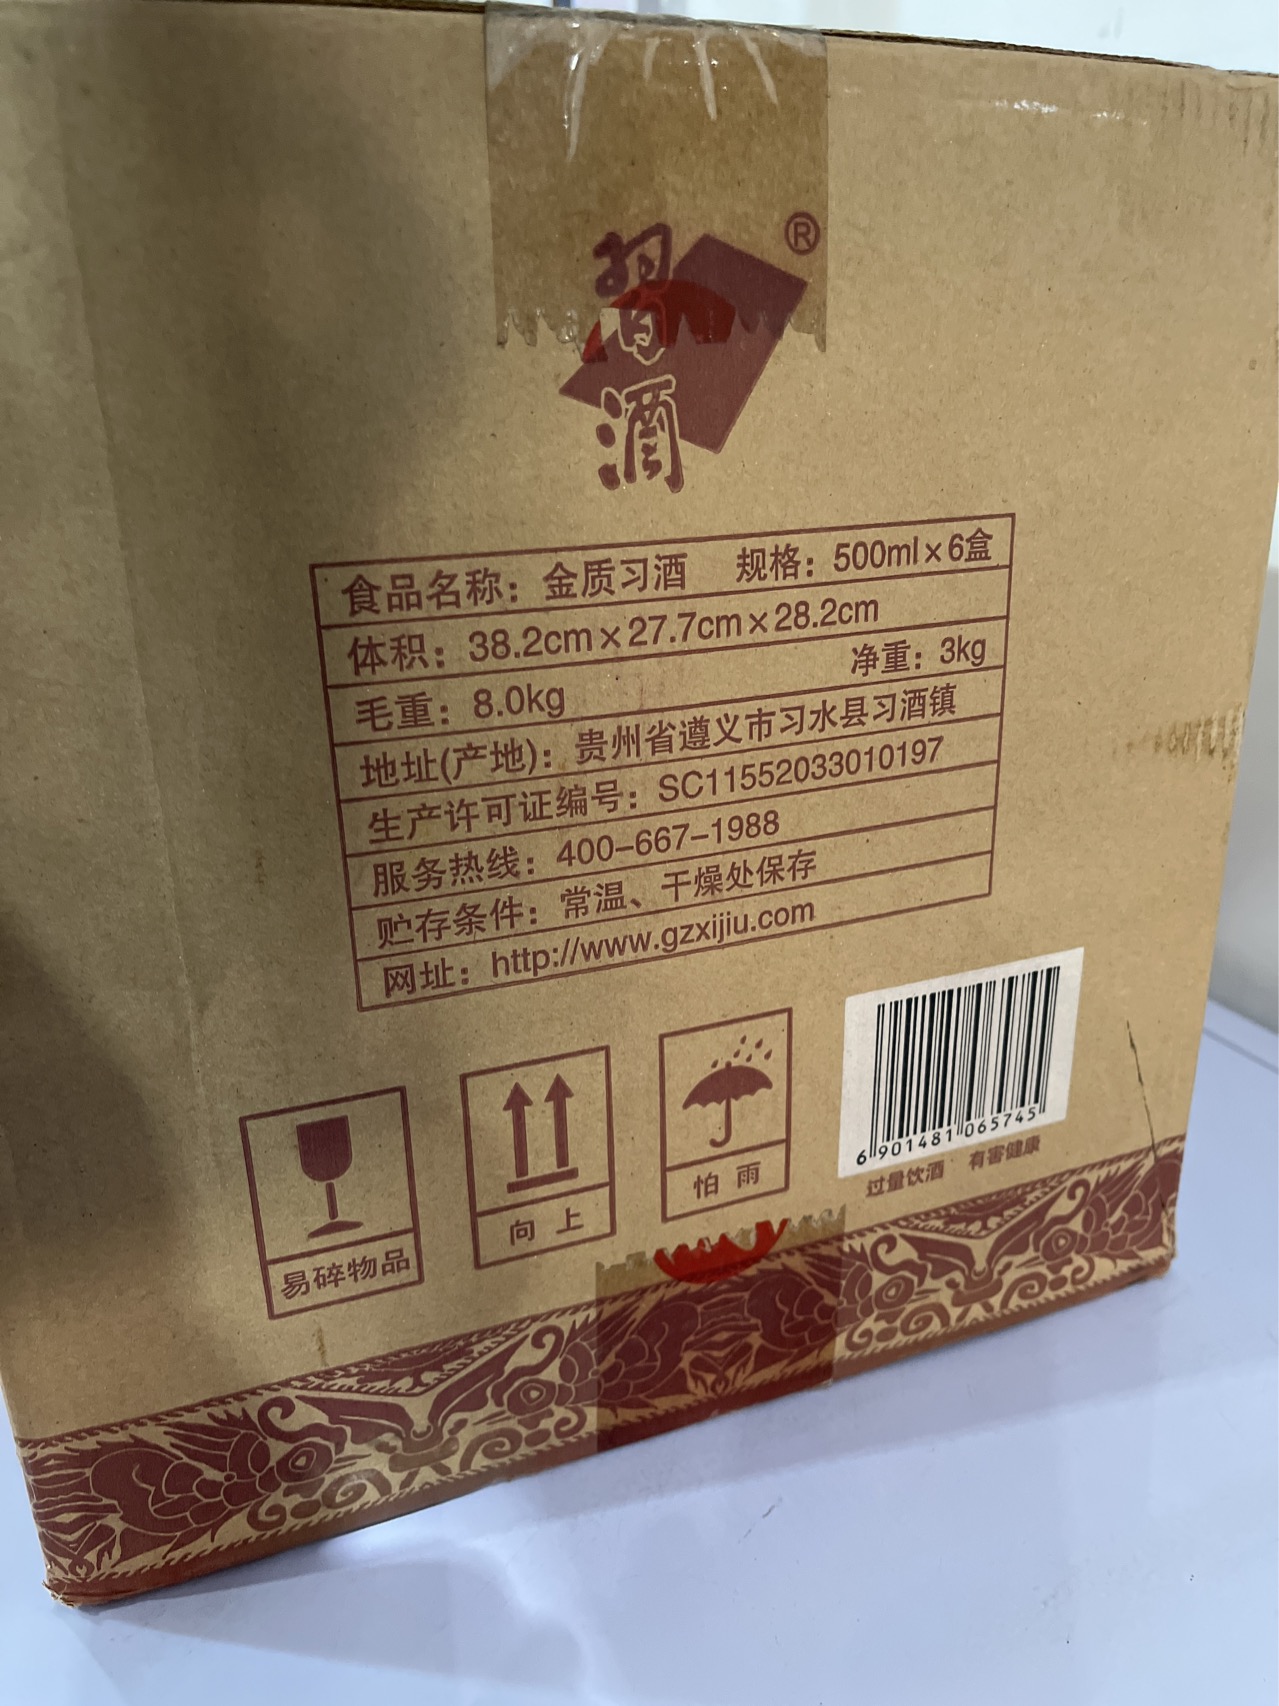 習酒®
食品名称：金质习酒 规格：500ml×6盒
体积：38.2cm×27.7cm×28.2cm
毛重：8.0kg 净重：3kg
地址(产地)：贵州省遵义市习水县习酒镇
生产许可证编号：SC11552033010197
服务热线：400-667-1988
贮存条件：常温、干燥处保存
网址：http://www.gzxijiu.com
易碎物品
向上
怕雨
6 901481 065745
过量饮酒 有害健康